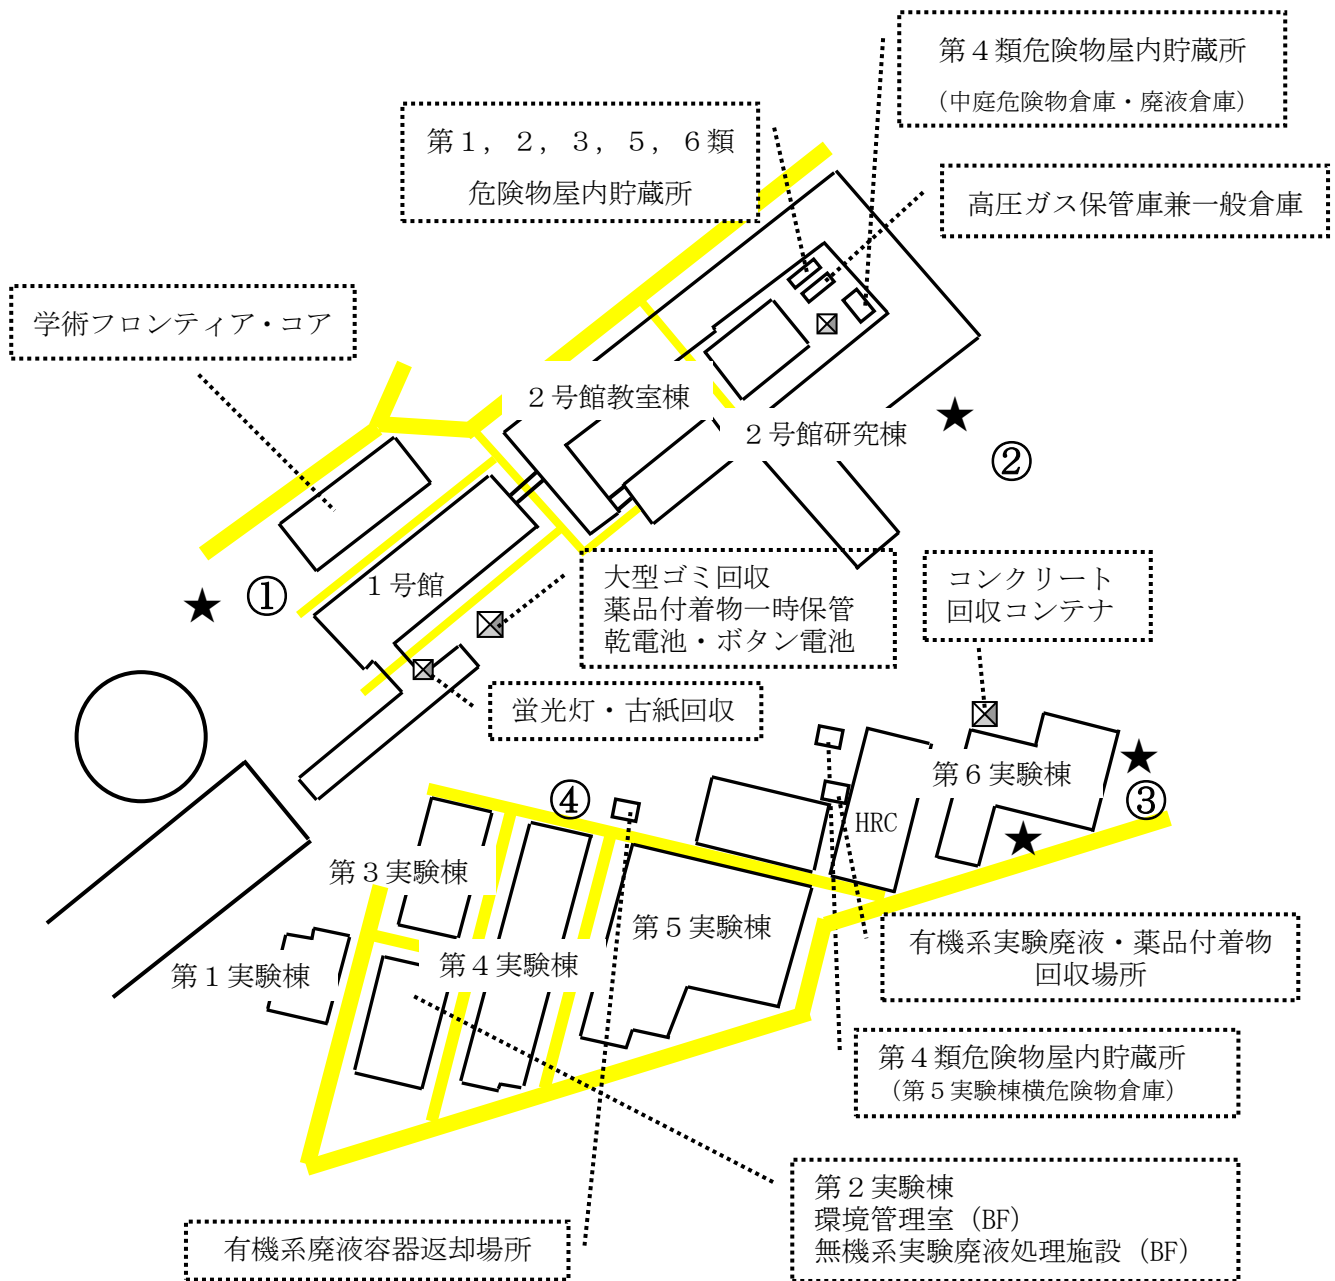 第４類危険物屋内貯蔵所
（中庭危険物倉庫・廃液倉庫）
第１，２，３，５，６類
危険物屋内貯蔵所
高圧ガス保管庫兼一般倉庫
学術フロンティア・コア
２号館教室棟
２号館研究棟
★
②
大型ゴミ回収
薬品付着物一時保管
乾電池・ボタン電池
コンクリート
回収コンテナ
１号館
①
★
蛍光灯・古紙回収
④
第６実験棟
★
③
★
HRC
第３実験棟
第５実験棟
第４実験棟
第１実験棟
有機系実験廃液・薬品付着物
回収場所
第４類危険物屋内貯蔵所
（第５実験棟横危険物倉庫）
第２実験棟
環境管理室（BF）
無機系実験廃液処理施設（BF）
有機系廃液容器返却場所